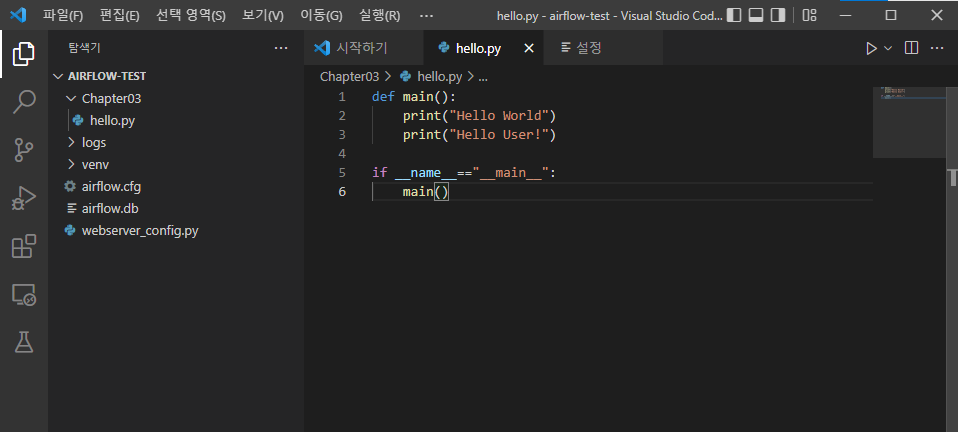 파일(F) 편집(E) 선택 영역(S) 보기(V) 이동(G) 실행(R) ··· hello.py - airflow-test - Visual Studio Cod...
탐색기 ···
시작하기 hello.py 설정
AIRFLOW-TEST
Chapter03
hello.py
logs
venv
airflow.cfg
airflow.db
webserver_config.py
Chapter03 > hello.py > ...
1 def main():
2 print("Hello World")
3 print("Hello User!")
4
5 if __name__=="__main__":
6 main()